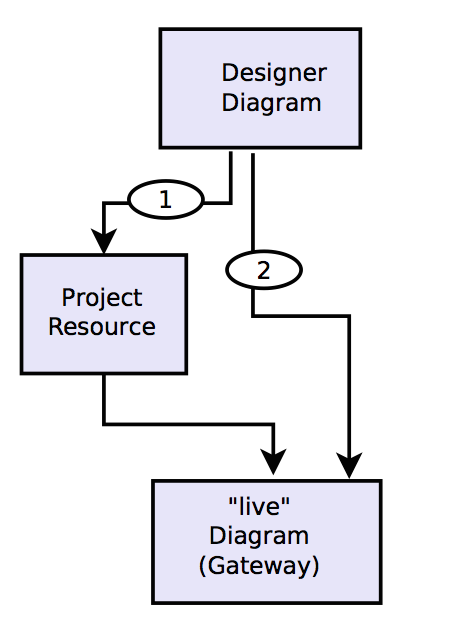 Designer
Diagram
1
2
Project
Resource
"live"
Diagram
(Gateway)